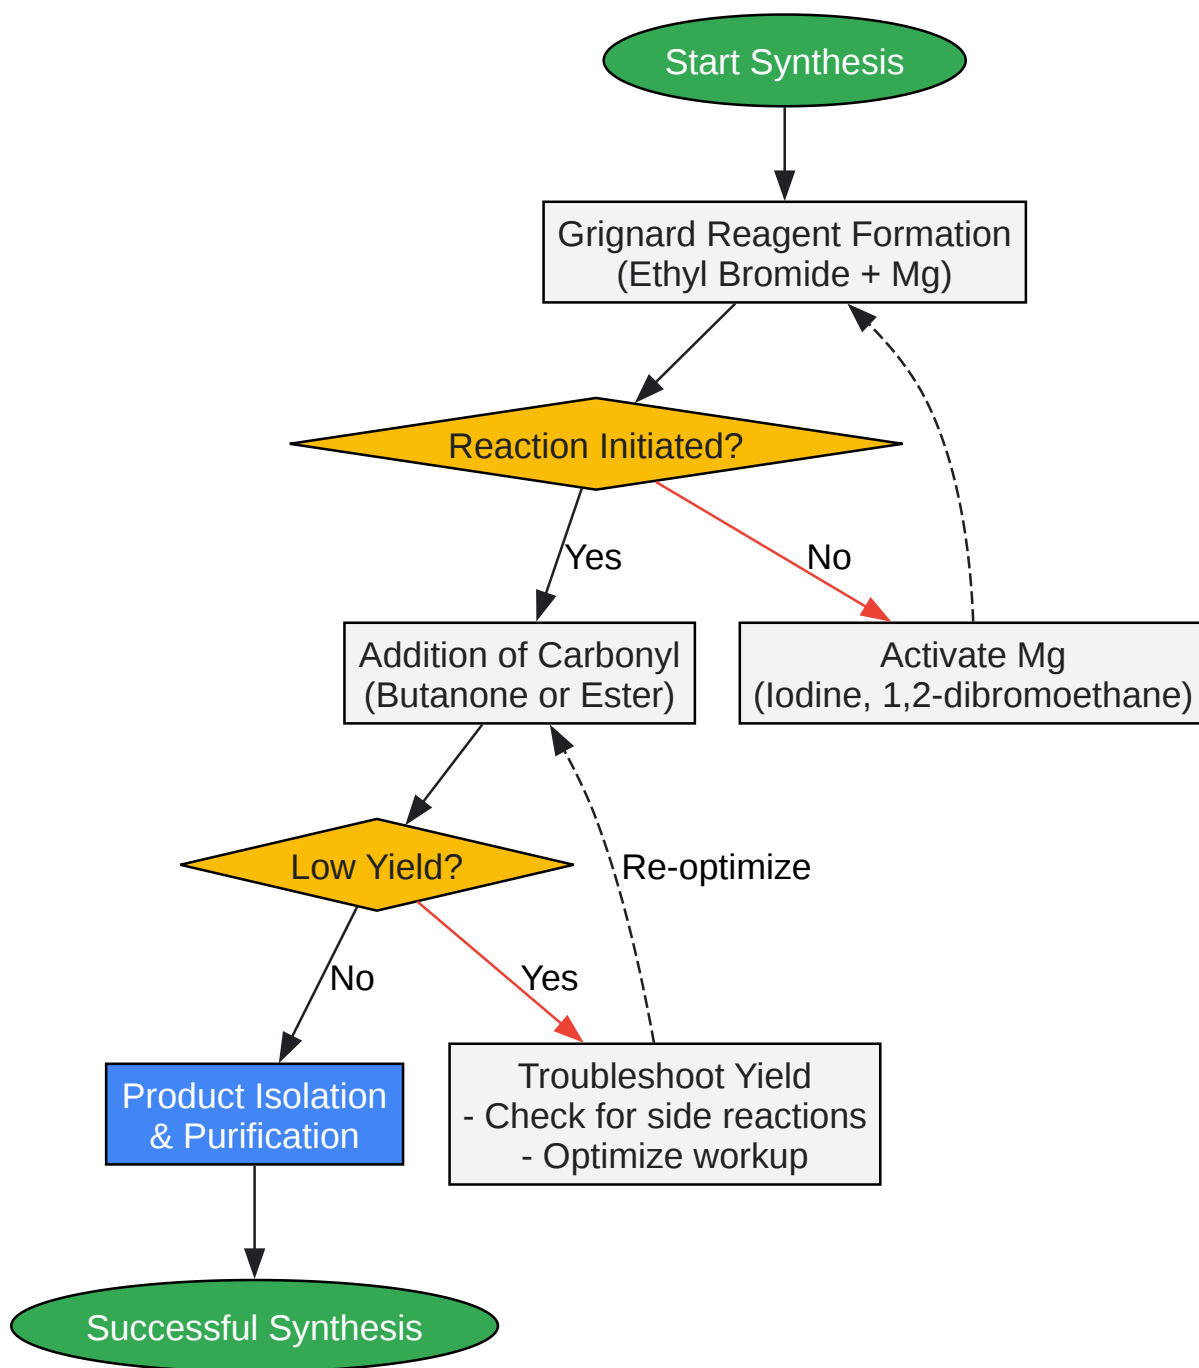 Start Synthesis
Grignard Reagent Formation
(Ethyl Bromide + Mg)
Reaction Initiated?
Yes
No
Addition of Carbonyl
(Butanone or Ester)
Activate Mg
(Iodine, 1,2-dibromoethane)
Low Yield?
Re-optimize
No
Yes
Product Isolation
& Purification
Troubleshoot Yield
- Check for side reactions
- Optimize workup
Successful Synthesis